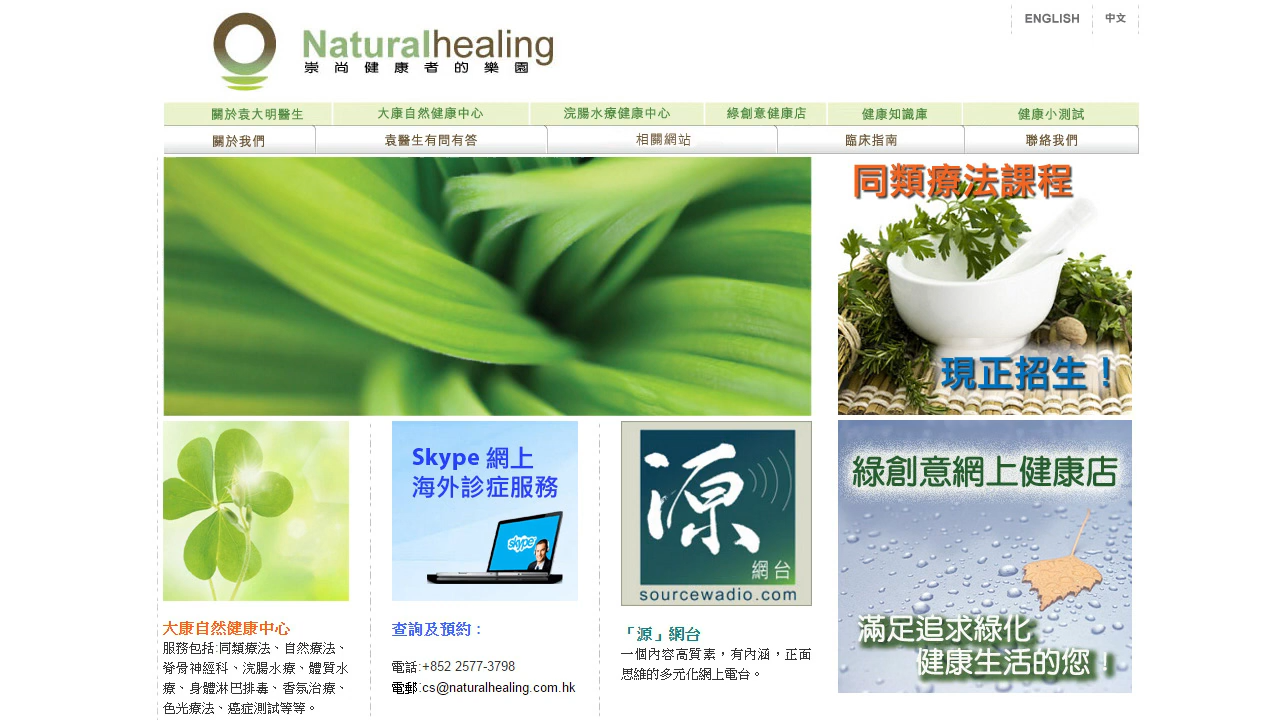 ENGLISH 中文
Naturalhealing
崇尚健康者的樂園
關於袁大明醫生 大康自然健康中心 浣腸水療健康中心 綠創意健康店 健康知識庫 健康小測試
關於我們 袁醫生有問有答 相關網站 臨床指南 聯絡我們
同類療法課程
現正招生！
Skype 網上
海外診症服務
skype
源
網台
sourcewadio.com
綠創意網上健康店
滿足追求綠化
健康生活的您！
大康自然健康中心
服務包括:同類療法、自然療法、
脊骨神經科、浣腸水療、體質水
療、身體淋巴排毒、香氛治療、
色光療法、癌症測試等等。
查詢及預約：
電話:+852 2577-3798
電郵:cs@naturalhealing.com.hk
「源」網台
一個內容高質素，有內涵，正面
思維的多元化網上電台。